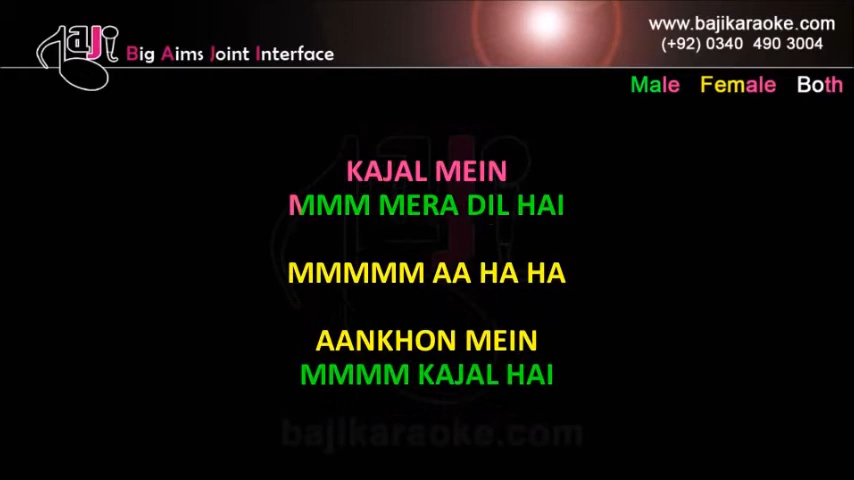 www.bajikaraoke.com
(+92) 0340 490 3004
BAJI
Big Aims Joint Interface
Male Female Both
KAJAL MEIN
MMM MERA DIL HAI
MMMMM AA HA HA
AANKHON MEIN
MMMM KAJAL HAI
bajikaraoke.com